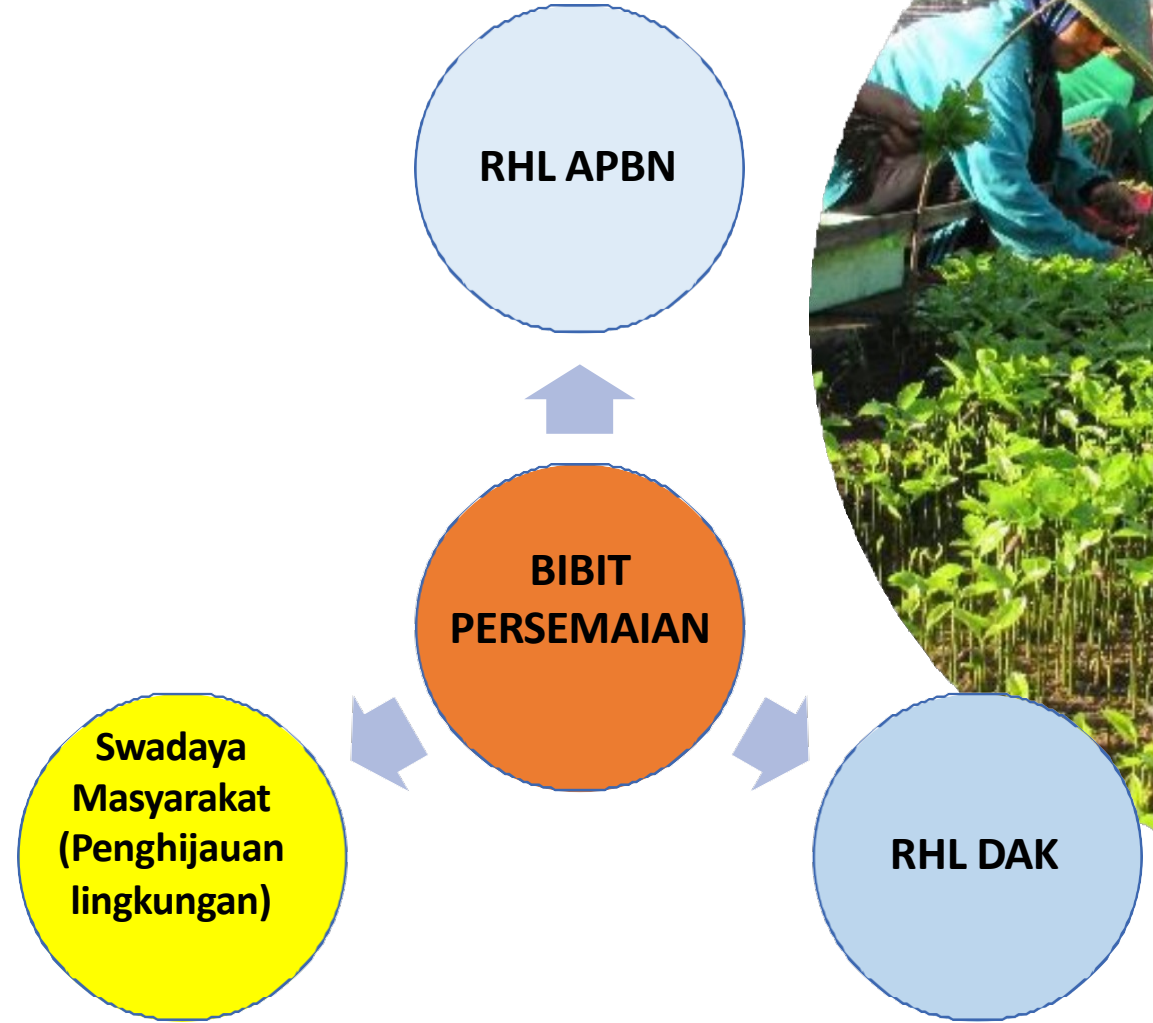 RHL APBN
BIBIT
PERSEMAIAN
Swadaya
Masyarakat
(Penghijauan
lingkungan)
RHL DAK